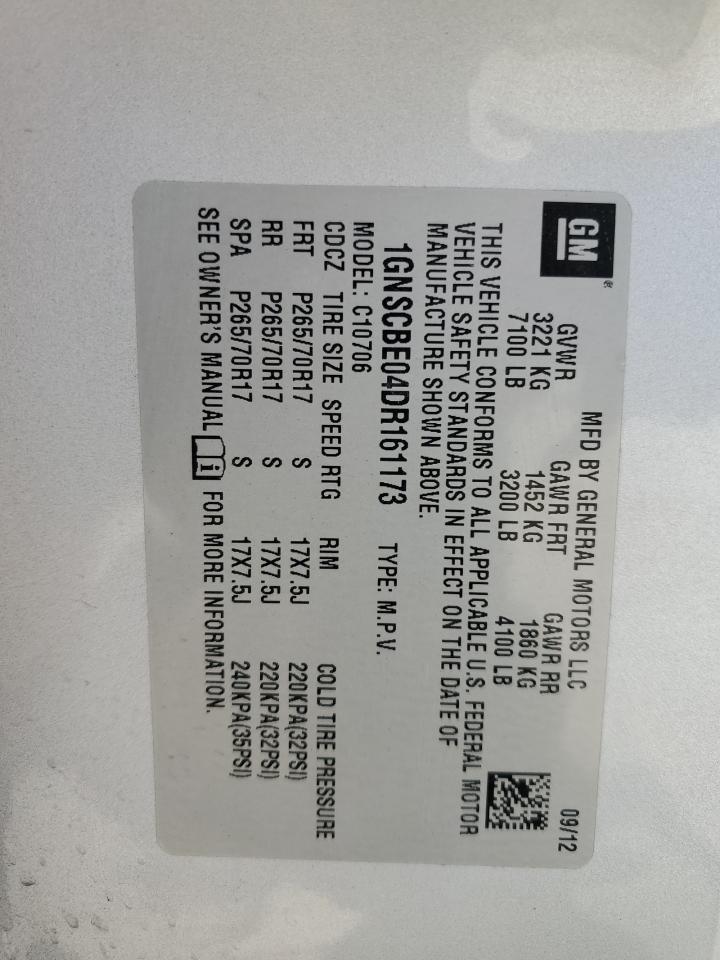 GM®
MFD BY GENERAL MOTORS LLC 09/12
GVWR GAWR FRT GAWR RR
3221 KG 1452 KG 1860 KG
7100 LB 3200 LB 4100 LB
THIS VEHICLE CONFORMS TO ALL APPLICABLE U.S. FEDERAL MOTOR
VEHICLE SAFETY STANDARDS IN EFFECT ON THE DATE OF
MANUFACTURE SHOWN ABOVE.
1GNSCBE04DR161173 TYPE: M.P.V.
MODEL: C10706
CDCZ TIRE SIZE SPEED RTG RIM COLD TIRE PRESSURE
FRT P265/70R17 S 17X7.5J 220KPA(32PSI)
RR P265/70R17 S 17X7.5J 220KPA(32PSI)
SPA P265/70R17 S 17X7.5J 240KPA(35PSI)
SEE OWNER'S MANUAL i FOR MORE INFORMATION.